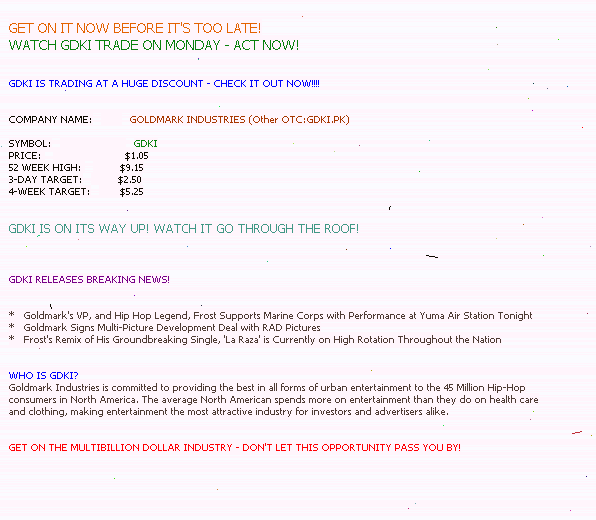 GET ON IT NOW BEFORE IT'S TOO LATE!
WATCH GDKI TRADE ON MONDAY - ACT NOW!
GDKI IS TRADING AT A HUGE DISCOUNT - CHECK IT OUT NOW!!!!
COMPANY NAME: GOLDMARK INDUSTRIES (Other OTC:GDKI.PK)
SYMBOL: GDKI
PRICE: $1.05
52 WEEK HIGH: $9.15
3-DAY TARGET: $2.50
4-WEEK TARGET: $5.25
GDKI IS ON ITS WAY UP! WATCH IT GO THROUGH THE ROOF!
GDKI RELEASES BREAKING NEWS!
* Goldmark's VP, and Hip Hop Legend, Frost Supports Marine Corps with Performance at Yuma Air Station Tonight
* Goldmark Signs Multi-Picture Development Deal with RAD Pictures
* Frost's Remix of His Groundbreaking Single, 'La Raza' is Currently on High Rotation Throughout the Nation
WHO IS GDKI?
Goldmark Industries is committed to providing the best in all forms of urban entertainment to the 45 Million Hip-Hop
consumers in North America. The average North American spends more on entertainment than they do on health care
and clothing, making entertainment the most attractive industry for investors and advertisers alike.
GET ON THE MULTIBILLION DOLLAR INDUSTRY - DON'T LET THIS OPPORTUNITY PASS YOU BY!